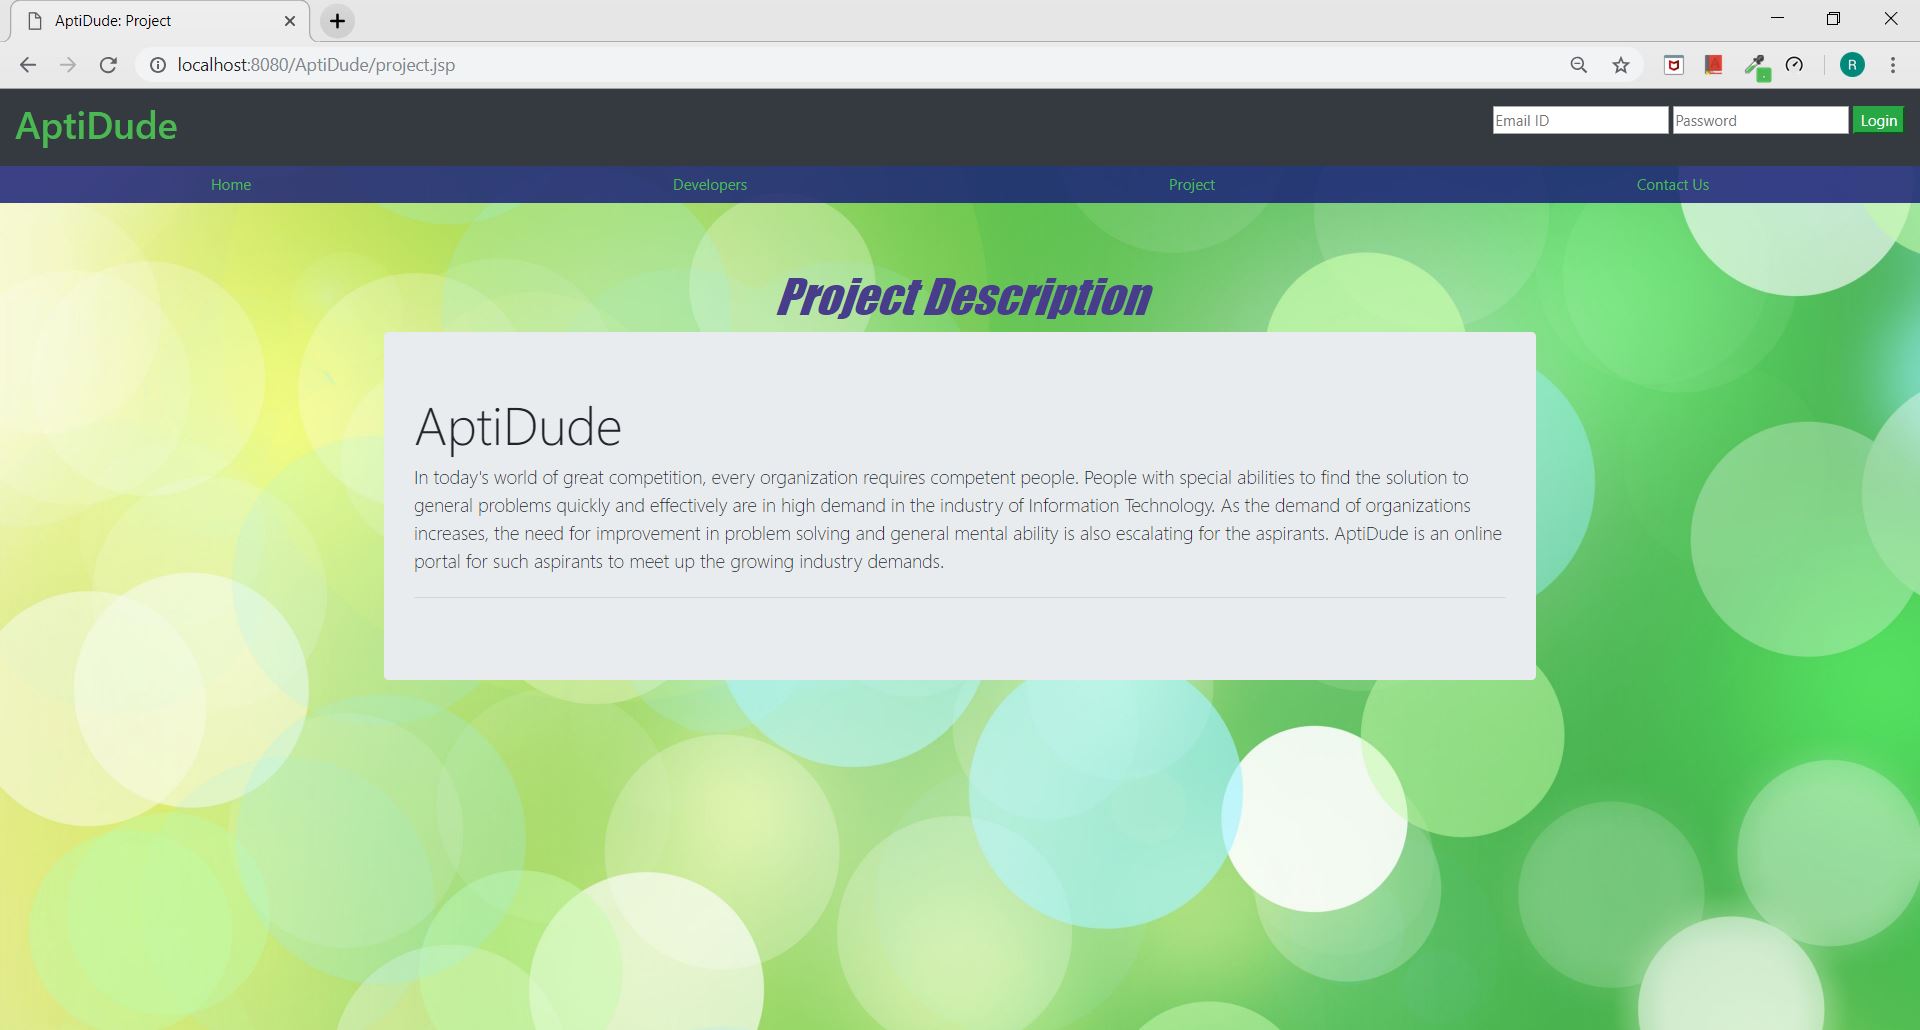 AptiDude: Project
localhost:8080/AptiDude/project.jsp
R
AptiDude
Email ID
Password
Login
Home
Developers
Project
Contact Us
Project Description
AptiDude
In today's world of great competition, every organization requires competent people. People with special abilities to find the solution to
general problems quickly and effectively are in high demand in the industry of Information Technology. As the demand of organizations
increases, the need for improvement in problem solving and general mental ability is also escalating for the aspirants. AptiDude is an online
portal for such aspirants to meet up the growing industry demands.